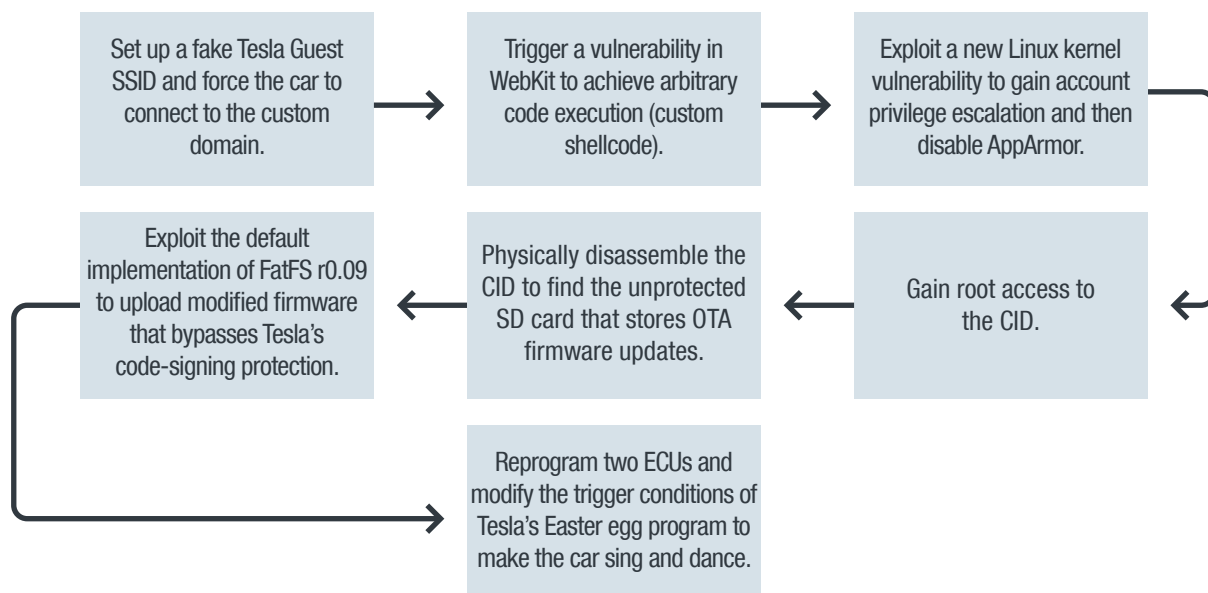 Set up a fake Tesla Guest
SSID and force the car to
connect to the custom
domain.
Trigger a vulnerability in
WebKit to achieve arbitrary
code execution (custom
shellcode).
Exploit a new Linux kernel
vulnerability to gain account
privilege escalation and then
disable AppArmor.
Gain root access to
the CID.
Physically disassemble the
CID to find the unprotected
SD card that stores OTA
firmware updates.
Exploit the default
implementation of FatFS r0.09
to upload modified firmware
that bypasses Tesla’s
code-signing protection.
Reprogram two ECUs and
modify the trigger conditions of
Tesla’s Easter egg program to
make the car sing and dance.